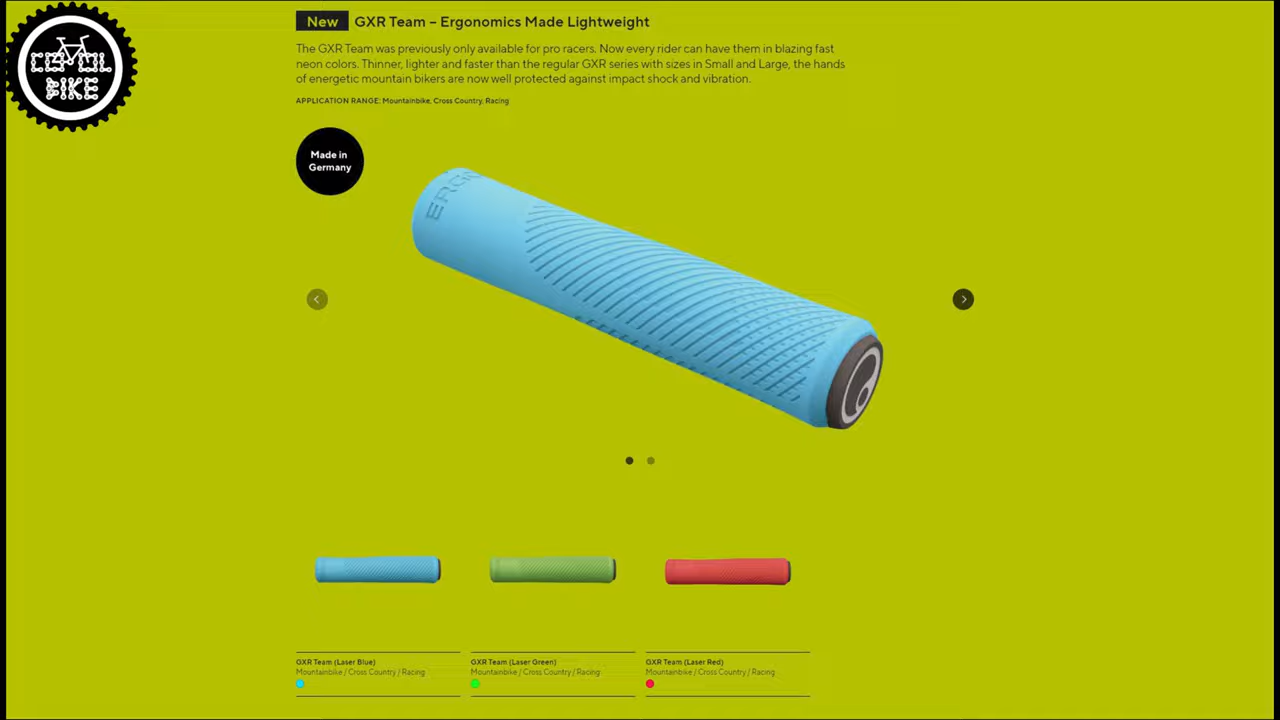 New GXR Team – Ergonomics Made Lightweight
The GXR Team was previously only available for pro racers. Now every rider can have them in blazing fast
neon colors. Thinner, lighter and faster than the regular GXR series with sizes in Small and Large, the hands
of energetic mountain bikers are now well protected against impact shock and vibration.
APPLICATION RANGE: Mountainbike, Cross Country, Racing
BIKE
Made in
Germany
GXR Team (Laser Blue)
Mountainbike / Cross Country / Racing
GXR Team (Laser Green)
Mountainbike / Cross Country / Racing
GXR Team (Laser Red)
Mountainbike / Cross Country / Racing